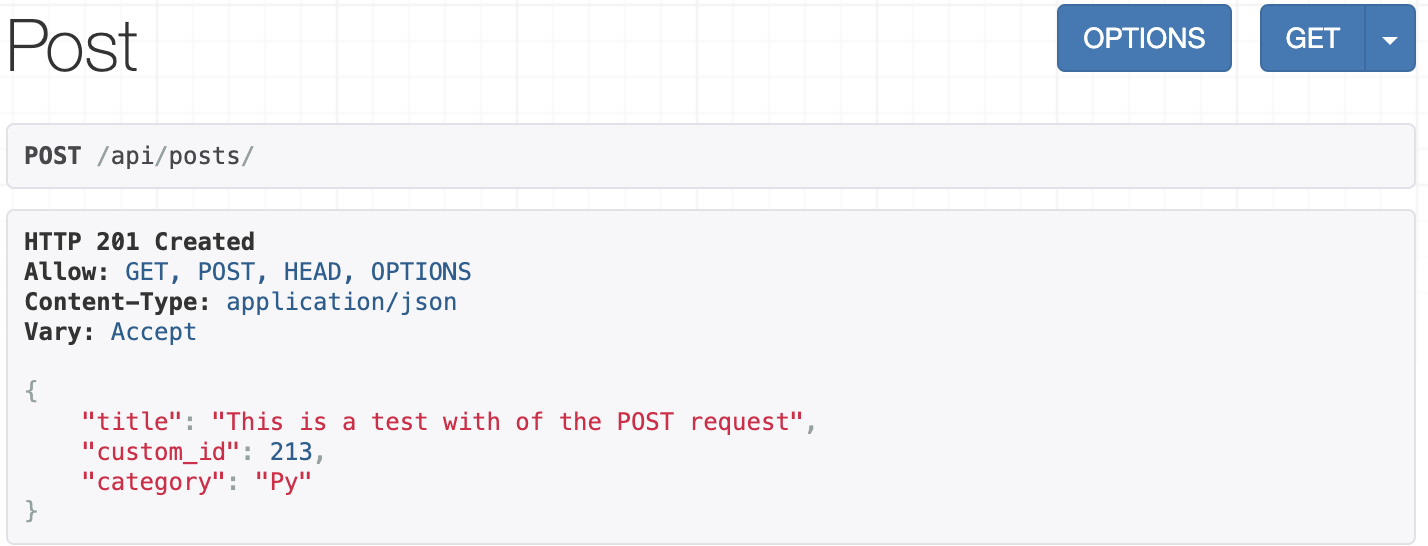 Post
OPTIONS
GET
POST /api/posts/
HTTP 201 Created
Allow: GET, POST, HEAD, OPTIONS
Content-Type: application/json
Vary: Accept
{
    "title": "This is a test with of the POST request",
    "custom_id": 213,
    "category": "Py"
}